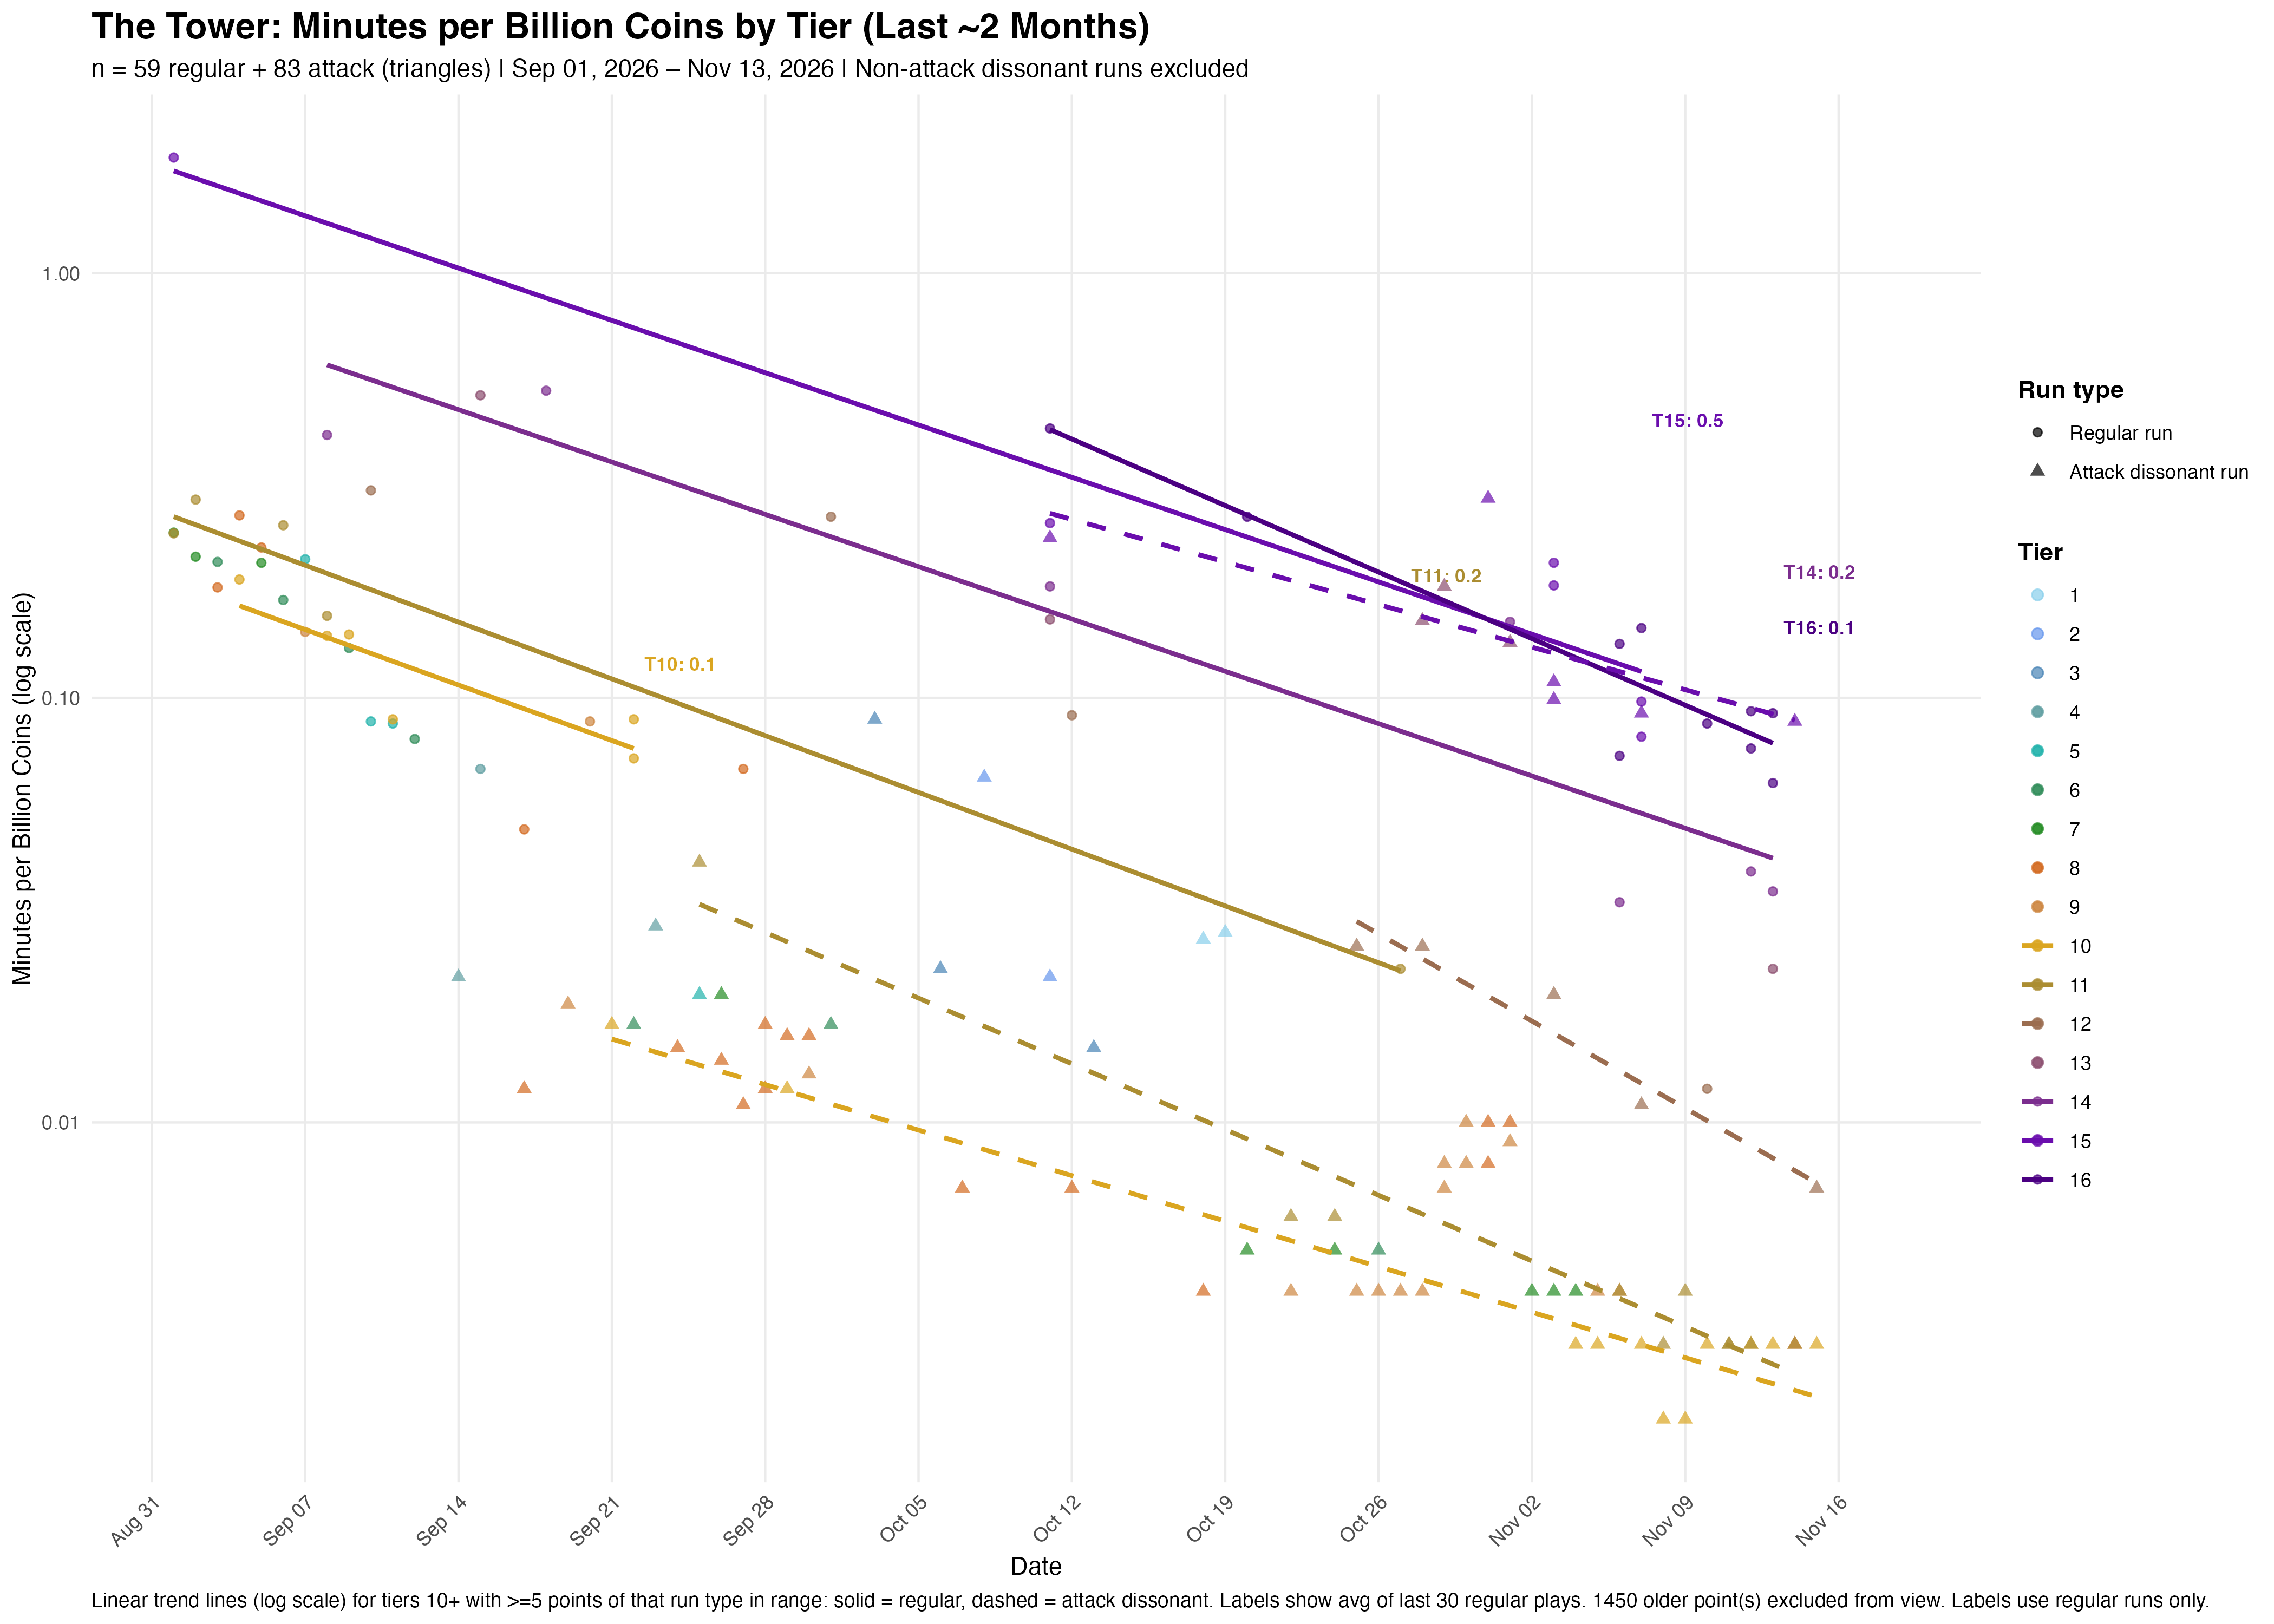 The Tower: Minutes per Billion Coins by Tier (Last ~2 Months)
n = 59 regular + 83 attack (triangles) | Sep 01, 2026 – Nov 13, 2026 | Non-attack dissonant runs excluded
Minutes per Billion Coins (log scale)
1.00
0.10
0.01
T15: 0.5
T11: 0.2
T14: 0.2
T16: 0.1
T10: 0.1
Run type
Regular run
Attack dissonant run
Tier
1
2
3
4
5
6
7
8
9
10
11
12
13
14
15
16
Aug 31
Sep 07
Sep 14
Sep 21
Sep 28
Oct 05
Oct 12
Oct 19
Oct 26
Nov 02
Nov 09
Nov 16
Date
Linear trend lines (log scale) for tiers 10+ with >=5 points of that run type in range: solid = regular, dashed = attack dissonant. Labels show avg of last 30 regular plays. 1450 older point(s) excluded from view. Labels use regular runs only.